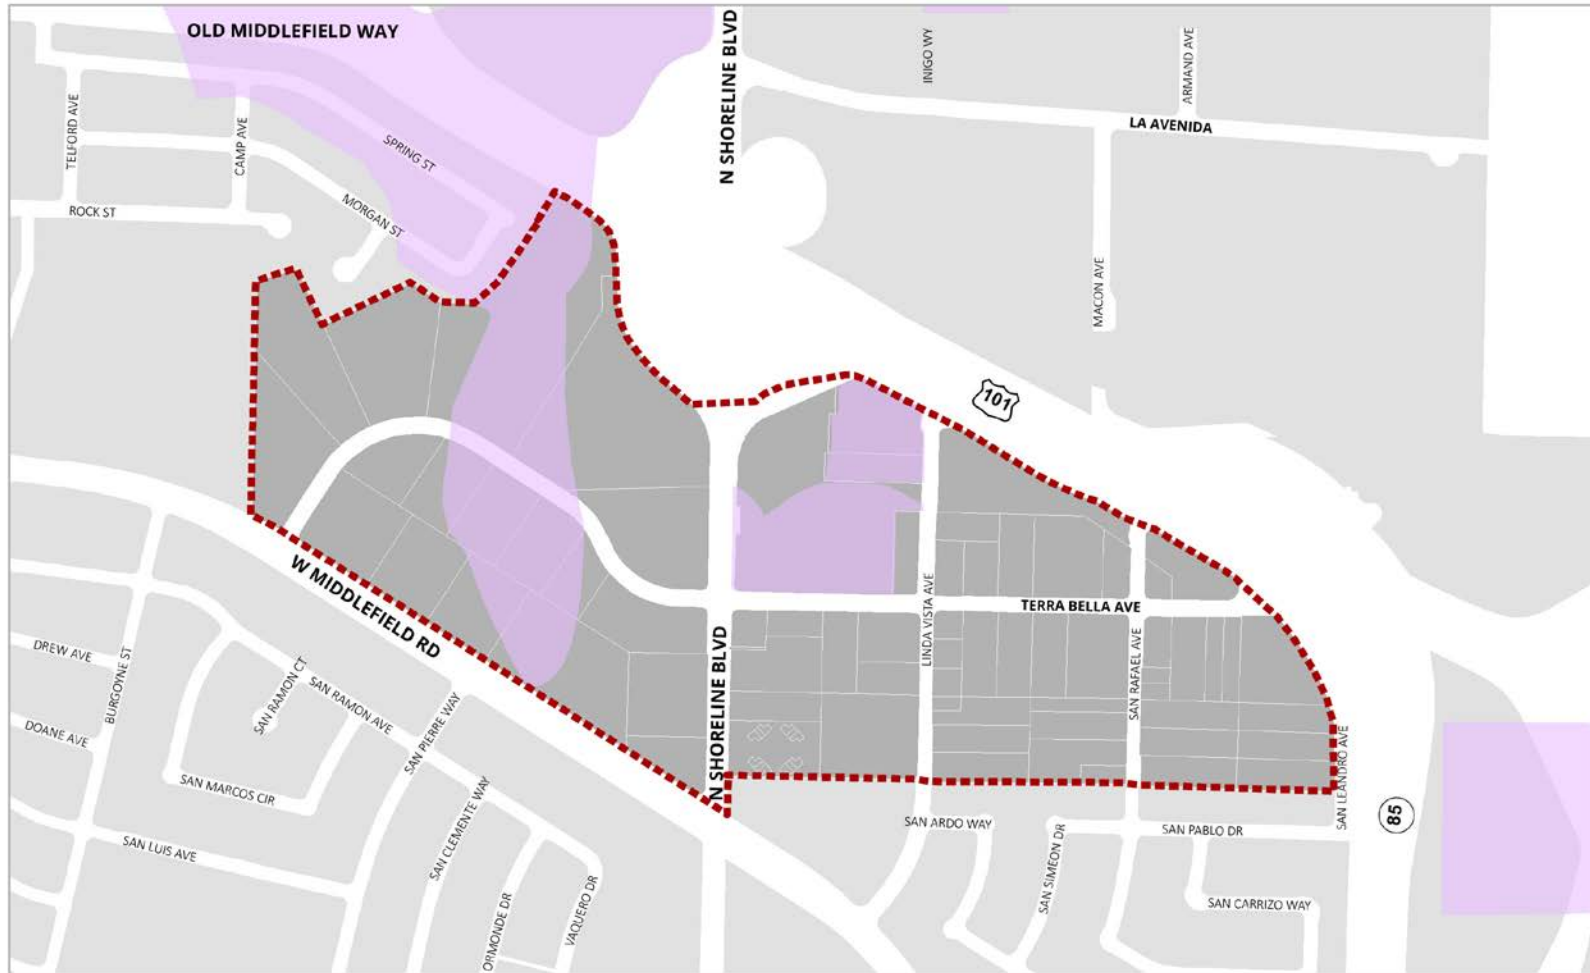 OLD MIDDLEFIELD WAY
N SHORELINE BLVD
INIGO WY
ARMAND AVE
TELFORD AVE
CAMP AVE
SPRING ST
LA AVENIDA
MORGAN ST
ROCK ST
MACON AVE
101
W MIDDLEFIELD RD
LINDA VISTA AVE
TERRA BELLA AVE
SAN RAFAEL AVE
N SHORELINE BLVD
DREW AVE
BURGOYNE ST
SAN RAMON CT
SAN RAMON AVE
SAN PIERRE WAY
DOANE AVE
SAN MARCOS CIR
SAN CLEMENTE WAY
SAN LEANDRO AVE
85
SAN ARDO WAY
SAN PABLO DR
SAN LUIS AVE
SAN SIMEON DR
SAN CARRIZO WAY
ORMONDE DR
VAQUERO DR